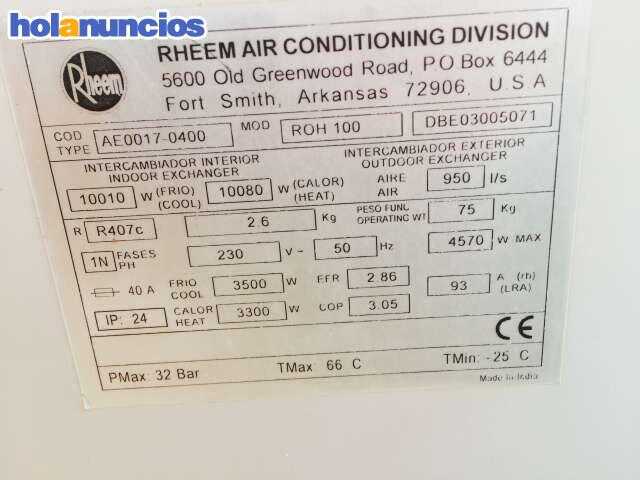 holanuncios
Rheem
RHEEM AIR CONDITIONING DIVISION
5600 Old Greenwood Road, PO Box 6444
Fort Smith, Arkansas 72906, U.S.A
COD TYPE AE0017-0400 MOD ROH 100 DBE03005071
INTERCAMBIADOR INTERIOR INDOOR EXCHANGER INTERCAMBIADOR EXTERIOR OUTDOOR EXCHANGER
10010 W (FRIO) (COOL) 10080 W (CALOR) (HEAT) AIRE AIR 950 l/s
R R407c 2.6 Kg PESO FUNC OPERATING WT 75 Kg
1N FASES PH 230 V~ 50 Hz 4570 W MAX
40 A FRIO COOL 3500 W EFR 2.86 93 A (rb) (LRA)
IP: 24 CALOR HEAT 3300 W COP 3.05
CE
PMax: 32 Bar TMax: 66 C TMin: -25 C
Made in India